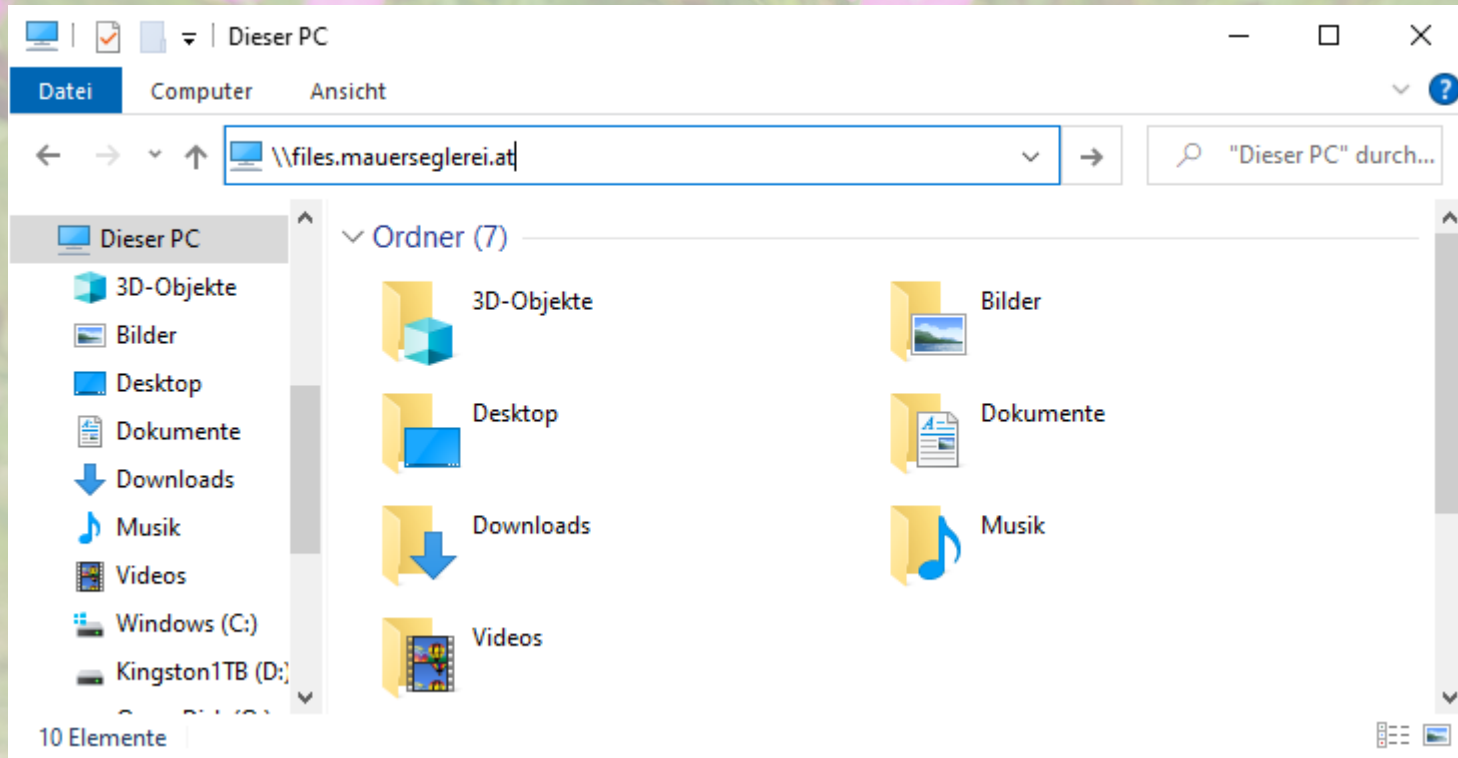 Dieser PC
Datei Computer Ansicht ?
\\files.mauerseglerei.at "Dieser PC" durch...
Dieser PC
3D-Objekte
Bilder
Desktop
Dokumente
Downloads
Musik
Videos
Windows (C:)
Kingston1TB (D:)
Ordner (7)
3D-Objekte Bilder
Desktop Dokumente
Downloads Musik
Videos
10 Elemente